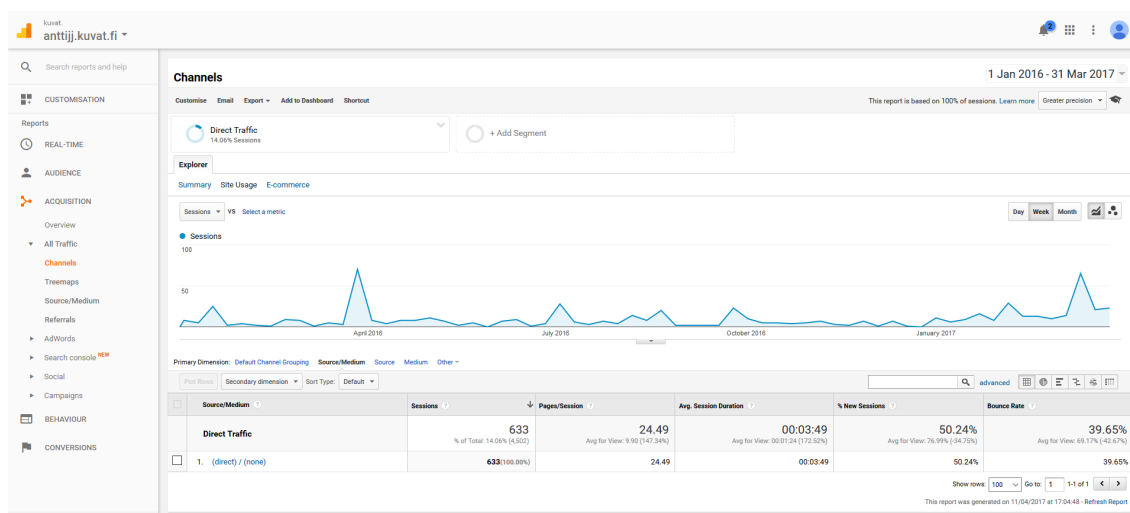 kuvat.
anttijj.kuvat.fi
2
Search reports and help
CUSTOMISATION
Reports
REAL-TIME
AUDIENCE
ACQUISITION
Overview
All Traffic
Channels
Treemaps
Source/Medium
Referrals
AdWords
Search console NEW
Social
Campaigns
BEHAVIOUR
CONVERSIONS
Channels
1 Jan 2016 - 31 Mar 2017
Customise Email Export Add to Dashboard Shortcut
This report is based on 100% of sessions. Learn more Greater precision
Direct Traffic
14.06% Sessions
+ Add Segment
Explorer
Summary Site Usage E-commerce
Sessions VS Select a metric
Day Week Month
Sessions
100
50
April 2016 July 2016 October 2016 January 2017
Primary Dimension: Default Channel Grouping Source/Medium Source Medium Other
Plot Rows Secondary dimension Sort Type: Default
advanced
Source/Medium ? Sessions ? Pages/Session ? Avg. Session Duration ? % New Sessions ? Bounce Rate ?
Direct Traffic 633 24.49 00:03:49 50.24% 39.65%
% of Total: 14.06% (4,502) Avg for View: 9.90 (147.34%) Avg for View: 00:01:24 (172.52%) Avg for View: 76.99% (-34.75%) Avg for View: 69.17% (-42.67%)
1. (direct) / (none) 633(100.00%) 24.49 00:03:49 50.24% 39.65%
Show rows: 100 Go to: 1 1-1 of 1
This report was generated on 11/04/2017 at 17:04:48 - Refresh Report